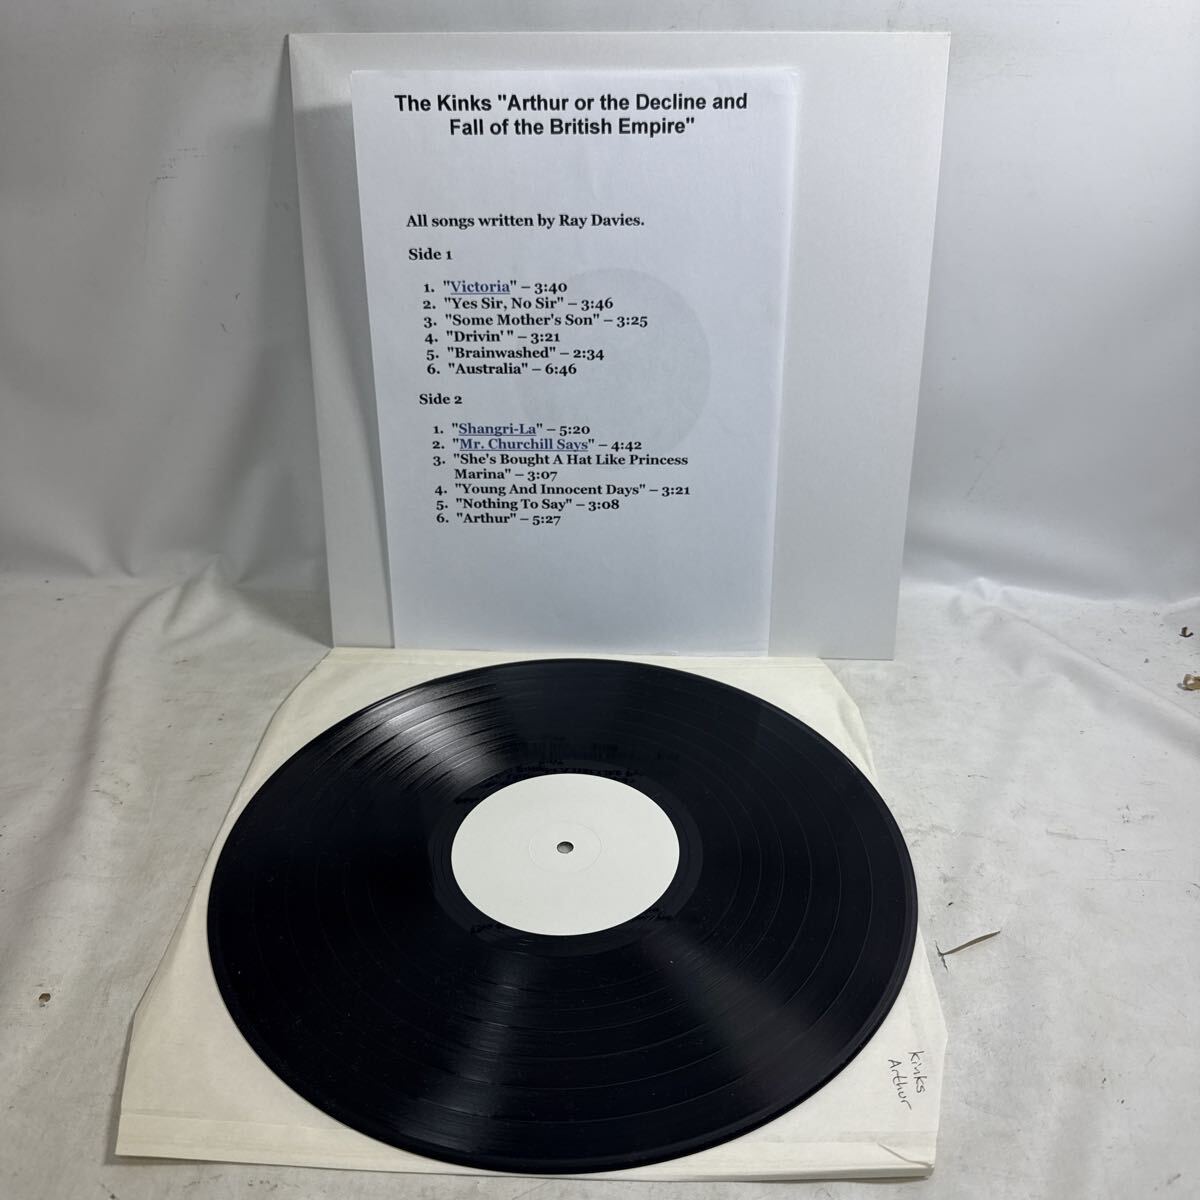 The Kinks "Arthur or the Decline and
Fall of the British Empire"
All songs written by Ray Davies.
Side 1
1. "Victoria" – 3:40
2. "Yes Sir, No Sir" – 3:46
3. "Some Mother's Son" – 3:25
4. "Drivin' " – 3:21
5. "Brainwashed" – 2:34
6. "Australia" – 6:46
Side 2
1. "Shangri-La" – 5:20
2. "Mr. Churchill Says" – 4:42
3. "She's Bought A Hat Like Princess
Marina" – 3:07
4. "Young And Innocent Days" – 3:21
5. "Nothing To Say" – 3:08
6. "Arthur" – 5:27
Kinks
Arthur